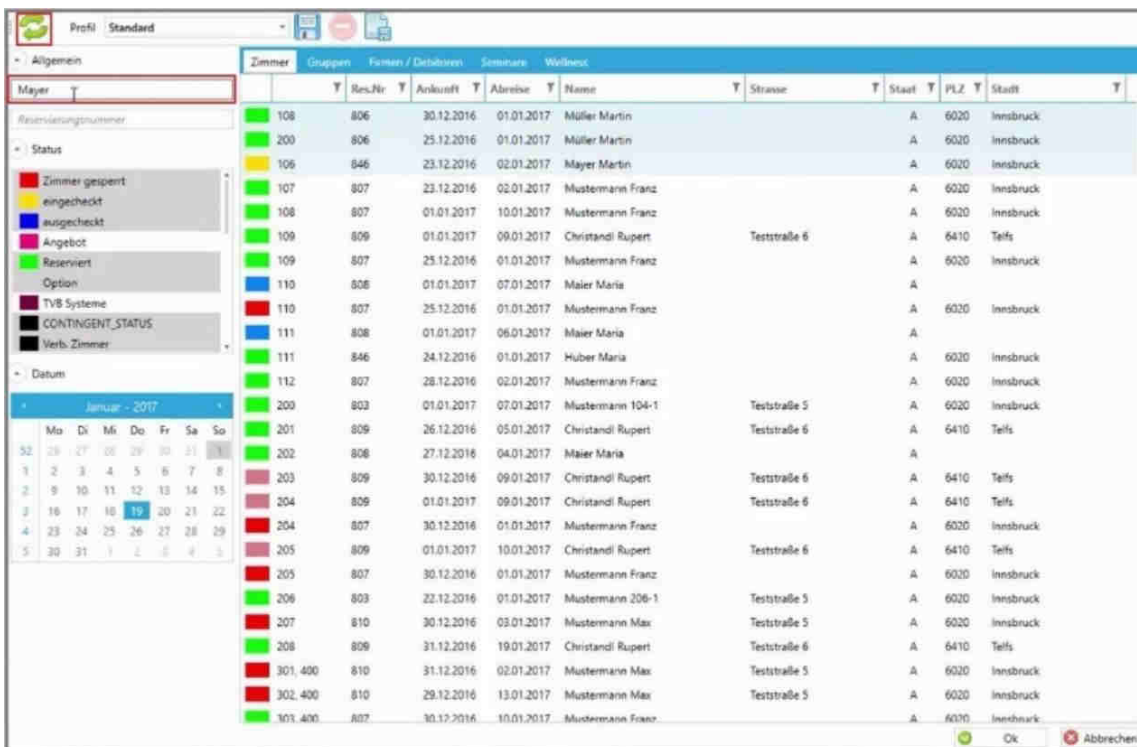 Profil Standard
Allgemein
Mayer
Reservierungsnummer
Status
Zimmer gesperrt
eingecheckt
ausgecheckt
Angebot
Reserviert
Option
TVB Systeme
CONTINGENT_STATUS
Verb. Zimmer
Datum
Januar - 2017
Mo Di Mi Do Fr Sa So
52 26 27 28 29 30 31 1
1 2 3 4 5 6 7 8
2 9 10 11 12 13 14 15
3 16 17 18 19 20 21 22
4 23 24 25 26 27 28 29
5 30 31 1 2 3 4 5
Zimmer Gruppen Firmen / Debitoren Seminare Wellness
Res.Nr Ankunft Abreise Name Strasse Staat PLZ Stadt
108 806 30.12.2016 01.01.2017 Müller Martin A 6020 Innsbruck
200 806 25.12.2016 01.01.2017 Müller Martin A 6020 Innsbruck
106 846 23.12.2016 02.01.2017 Mayer Martin A 6020 Innsbruck
107 807 23.12.2016 02.01.2017 Mustermann Franz A 6020 Innsbruck
108 807 01.01.2017 10.01.2017 Mustermann Franz A 6020 Innsbruck
109 809 01.01.2017 09.01.2017 Christandl Rupert Teststraße 6 A 6410 Telfs
109 807 25.12.2016 01.01.2017 Mustermann Franz A 6020 Innsbruck
110 808 01.01.2017 07.01.2017 Maier Maria A
110 807 25.12.2016 01.01.2017 Mustermann Franz A 6020 Innsbruck
111 808 01.01.2017 06.01.2017 Maier Maria A
111 846 24.12.2016 01.01.2017 Huber Maria A 6020 Innsbruck
112 807 28.12.2016 02.01.2017 Mustermann Franz A 6020 Innsbruck
200 803 01.01.2017 07.01.2017 Mustermann 104-1 Teststraße 5 A 6020 Innsbruck
201 809 26.12.2016 05.01.2017 Christandl Rupert Teststraße 6 A 6410 Telfs
202 808 27.12.2016 04.01.2017 Maier Maria A
203 809 30.12.2016 09.01.2017 Christandl Rupert Teststraße 6 A 6410 Telfs
204 809 01.01.2017 09.01.2017 Christandl Rupert Teststraße 6 A 6410 Telfs
204 807 30.12.2016 01.01.2017 Mustermann Franz A 6020 Innsbruck
205 809 01.01.2017 10.01.2017 Christandl Rupert Teststraße 6 A 6410 Telfs
205 807 30.12.2016 01.01.2017 Mustermann Franz A 6020 Innsbruck
206 803 22.12.2016 01.01.2017 Mustermann 206-1 Teststraße 5 A 6020 Innsbruck
207 810 30.12.2016 03.01.2017 Mustermann Max Teststraße 5 A 6020 Innsbruck
208 809 31.12.2016 19.01.2017 Christandl Rupert Teststraße 6 A 6410 Telfs
301, 400 810 31.12.2016 02.01.2017 Mustermann Max Teststraße 5 A 6020 Innsbruck
302, 400 810 29.12.2016 13.01.2017 Mustermann Max Teststraße 5 A 6020 Innsbruck
303, 400 807 30.12.2016 10.01.2017 Mustermann Franz A 6020 Innsbruck
Ok Abbrechen